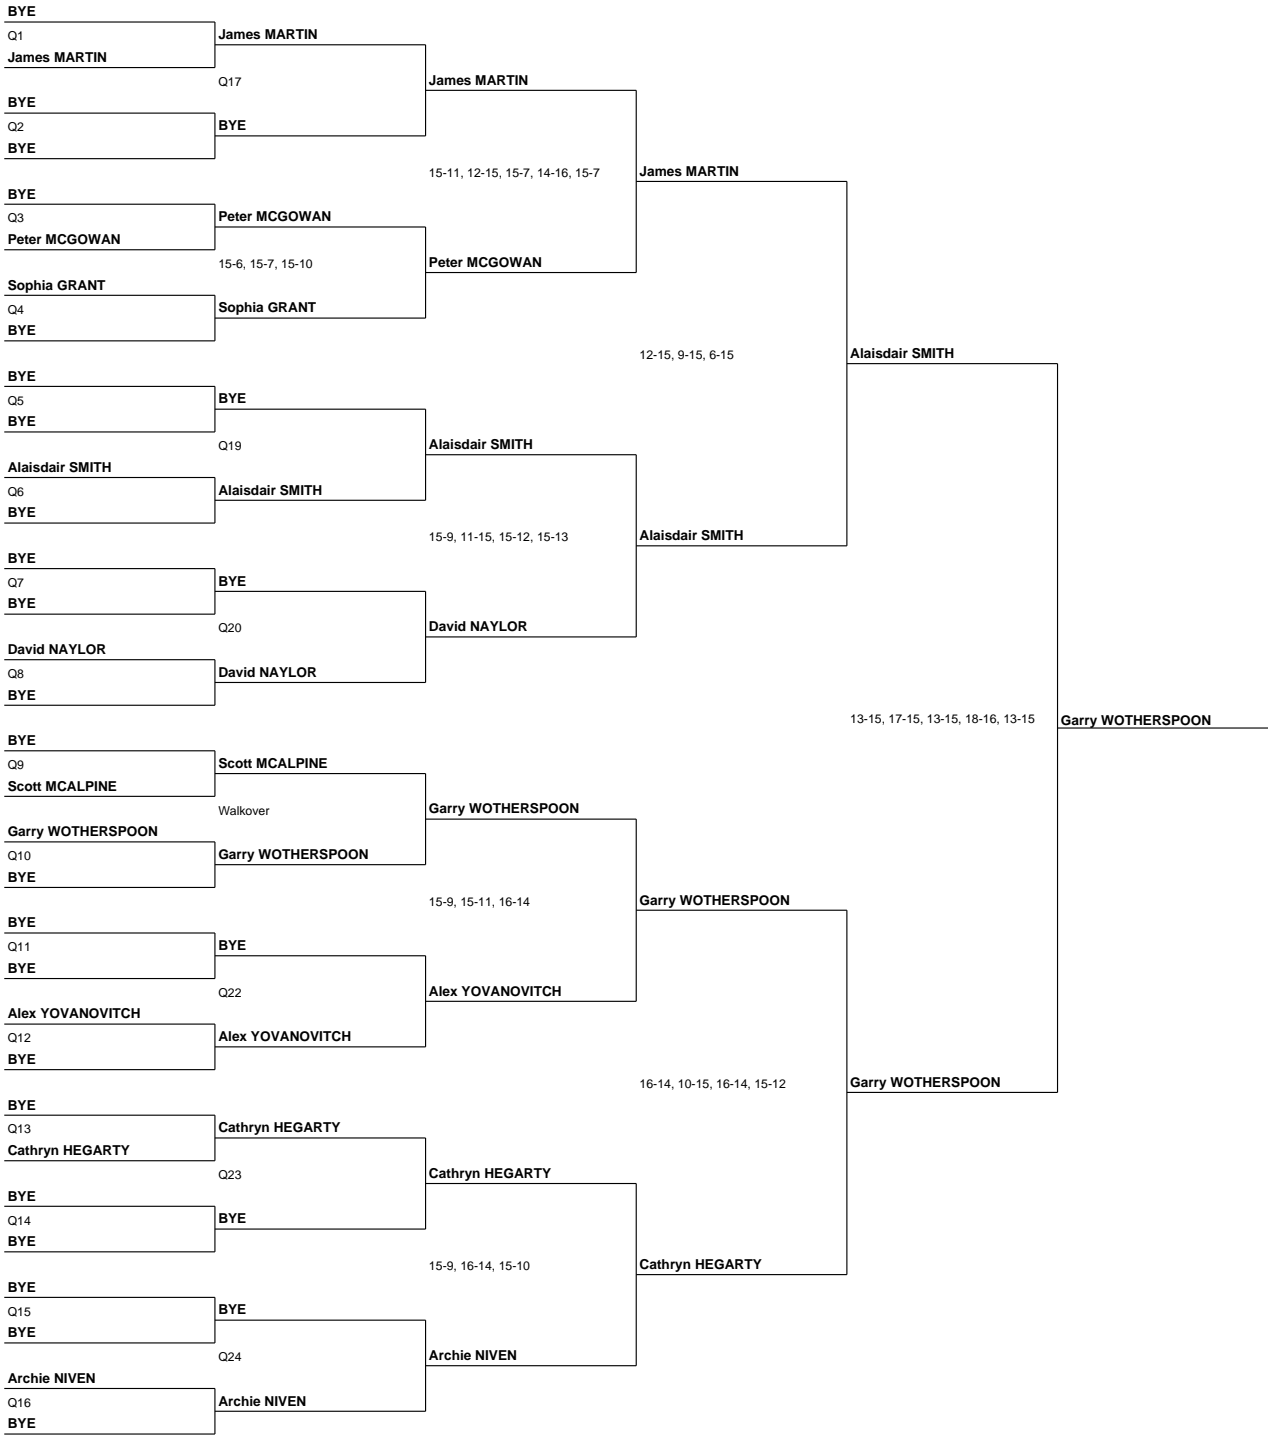 BYE
Q1
James MARTIN
James MARTIN
Q17
James MARTIN
BYE
Q2
BYE
BYE
15-11, 12-15, 15-7, 14-16, 15-7
James MARTIN
BYE
Q3
Peter MCGOWAN
Peter MCGOWAN
15-6, 15-7, 15-10
Peter MCGOWAN
Sophia GRANT
Q4
BYE
Sophia GRANT
12-15, 9-15, 6-15
Alaisdair SMITH
BYE
Q5
BYE
BYE
Q19
Alaisdair SMITH
Alaisdair SMITH
Q6
BYE
Alaisdair SMITH
15-9, 11-15, 15-12, 15-13
Alaisdair SMITH
BYE
Q7
BYE
BYE
Q20
David NAYLOR
David NAYLOR
Q8
BYE
David NAYLOR
13-15, 17-15, 13-15, 18-16, 13-15
Garry WOTHERSPOON
BYE
Q9
Scott MCALPINE
Scott MCALPINE
Walkover
Garry WOTHERSPOON
Garry WOTHERSPOON
Q10
BYE
Garry WOTHERSPOON
15-9, 15-11, 16-14
Garry WOTHERSPOON
BYE
Q11
BYE
BYE
Q22
Alex YOVANOVITCH
Alex YOVANOVITCH
Q12
BYE
Alex YOVANOVITCH
16-14, 10-15, 16-14, 15-12
Garry WOTHERSPOON
BYE
Q13
Cathryn HEGARTY
Cathryn HEGARTY
Q23
Cathryn HEGARTY
BYE
Q14
BYE
BYE
15-9, 16-14, 15-10
Cathryn HEGARTY
BYE
Q15
BYE
BYE
Q24
Archie NIVEN
Archie NIVEN
Q16
BYE
Archie NIVEN